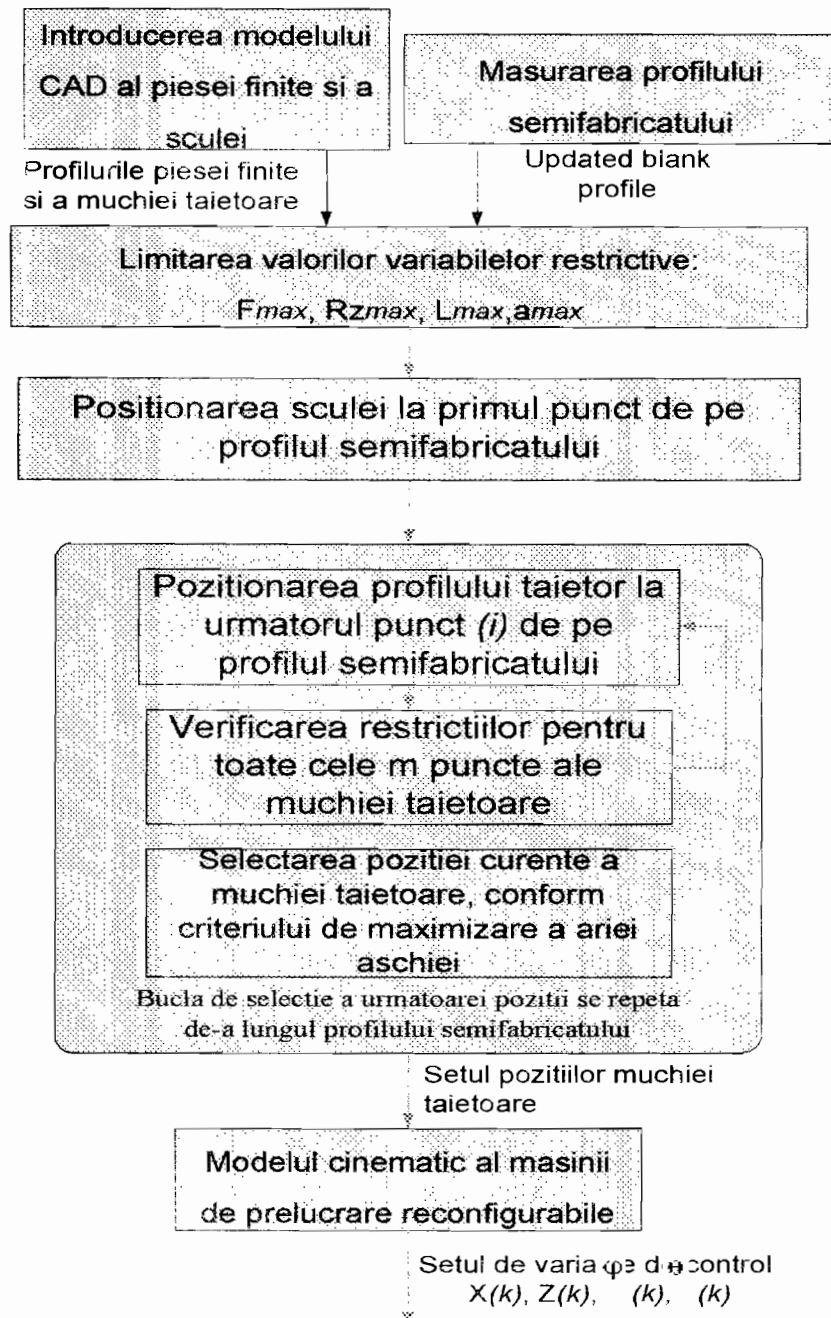 Introducerea modelului
CAD al piesei finite si a
sculei
Masurarea profilului
semifabricatului
Profilurile piesei finite
si a muchiei taietoare
Updated blank
profile
Limitarea valorilor variabilelor restrictive:
Fmax, Rzmax, Lmax,amax
Positionarea sculei la primul punct de pe
profilul semifabricatului
Pozitionarea profilului taietor la
urmatorul punct (i) de pe
profilul semifabricatului
Verificarea restrictiilor pentru
toate cele m puncte ale
muchiei taietoare
Selectarea pozitiei curente a
muchiei taietoare, conform
criteriului de maximizare a ariei
aschiei
Bucla de selectie a urmatoarei pozitii se repeta
de-a lungul profilului semifabricatului
Setul pozitiilor muchiei
taietoare
Modelul cinematic al masinii
de prelucrare reconfigurabile
Setul de control
X(k), Z(k), (k), (k)